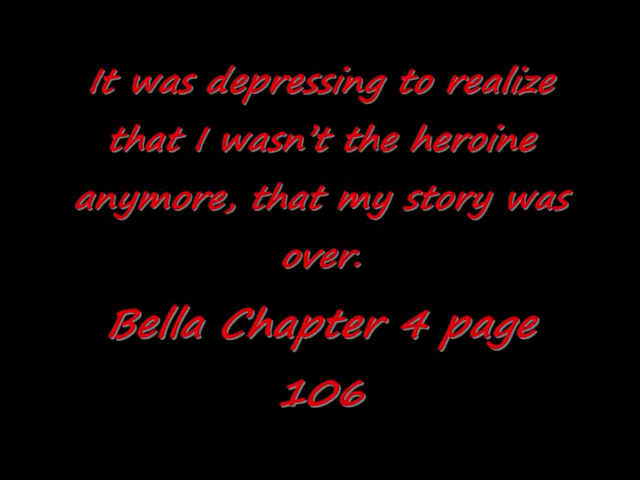 It was depressing to realize
that I wasn't the heroine
anymore, that my story was
over.
Bella Chapter 4 page
106